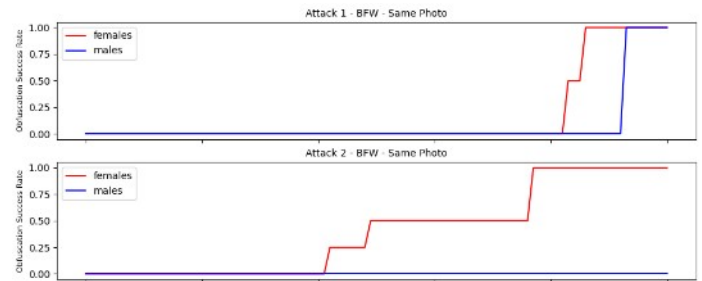 Attack 1 - BFW - Same Photo
Obfuscation Success Rate
1.00
0.75
0.50
0.25
0.00
females
males
Attack 2 - BFW - Same Photo
Obfuscation Success Rate
1.00
0.75
0.50
0.25
0.00
females
males